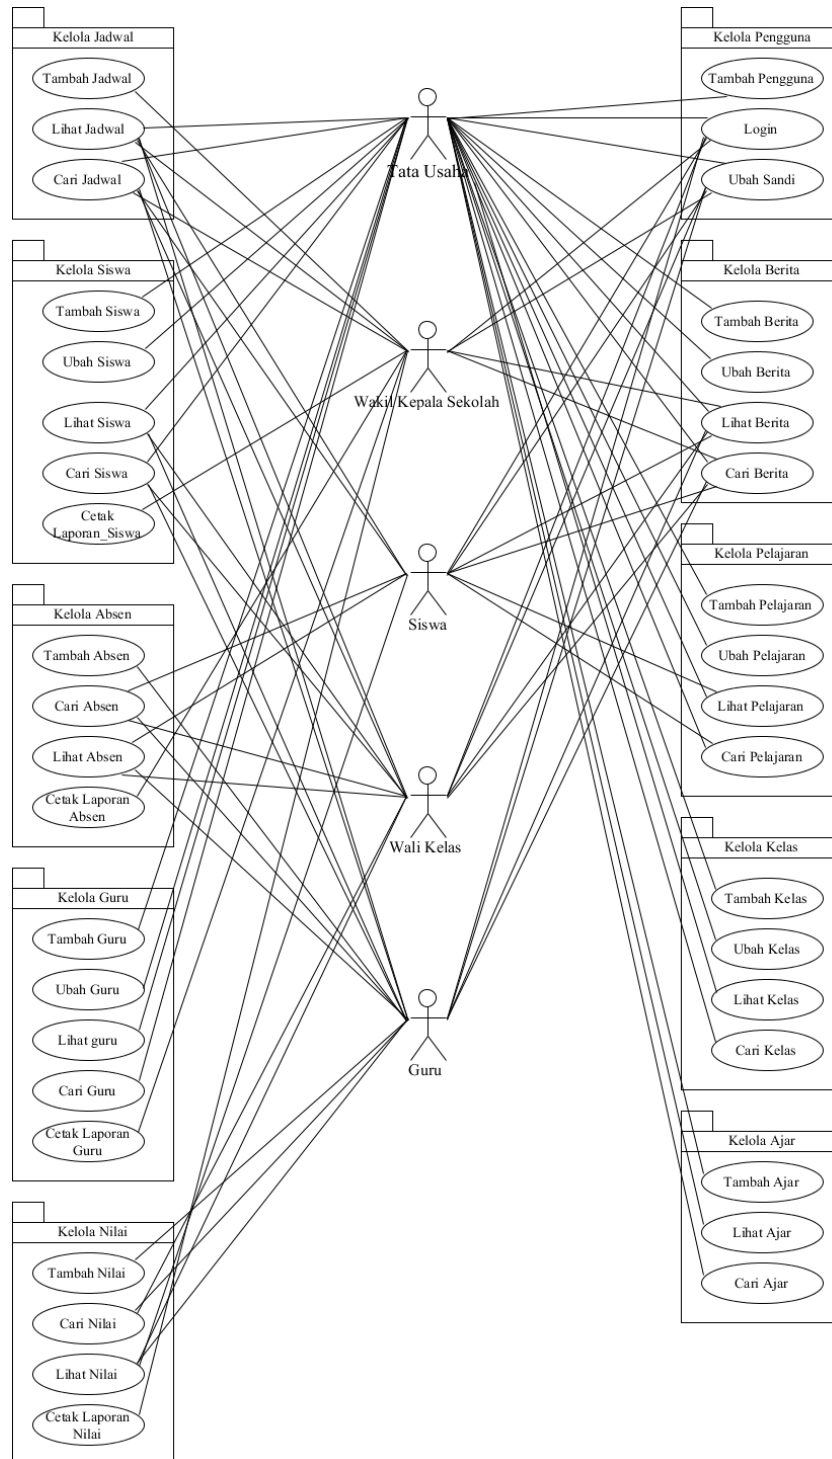 Kelola Jadwal
Tambah Jadwal
Lihat Jadwal
Cari Jadwal
Kelola Siswa
Tambah Siswa
Ubah Siswa
Lihat Siswa
Cari Siswa
Cetak
Laporan_Siswa
Kelola Absen
Tambah Absen
Cari Absen
Lihat Absen
Cetak Laporan
Absen
Kelola Guru
Tambah Guru
Ubah Guru
Lihat guru
Cari Guru
Cetak Laporan
Guru
Kelola Nilai
Tambah Nilai
Cari Nilai
Lihat Nilai
Cetak Laporan
Nilai
Tata Usaha
Wakil Kepala Sekolah
Siswa
Wali Kelas
Guru
Kelola Pengguna
Tambah Pengguna
Login
Ubah Sandi
Kelola Berita
Tambah Berita
Ubah Berita
Lihat Berita
Cari Berita
Kelola Pelajaran
Tambah Pelajaran
Ubah Pelajaran
Lihat Pelajaran
Cari Pelajaran
Kelola Kelas
Tambah Kelas
Ubah Kelas
Lihat Kelas
Cari Kelas
Kelola Ajar
Tambah Ajar
Lihat Ajar
Cari Ajar